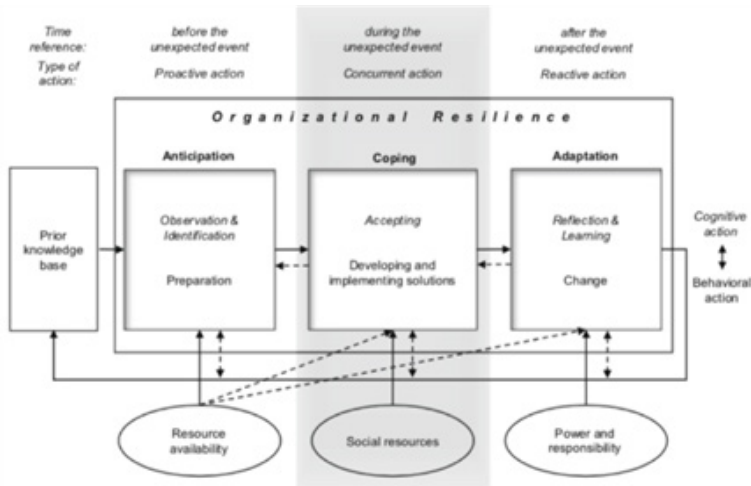 Time reference:
before the unexpected event
during the unexpected event
after the unexpected event
Type of action:
Proactive action
Concurrent action
Reactive action
Organizational Resilience
Anticipation
Coping
Adaptation
Prior knowledge base
Observation & Identification
Preparation
Accepting
Developing and implementing solutions
Reflection & Learning
Change
Cognitive action
Behavioral action
Resource availability
Social resources
Power and responsibility